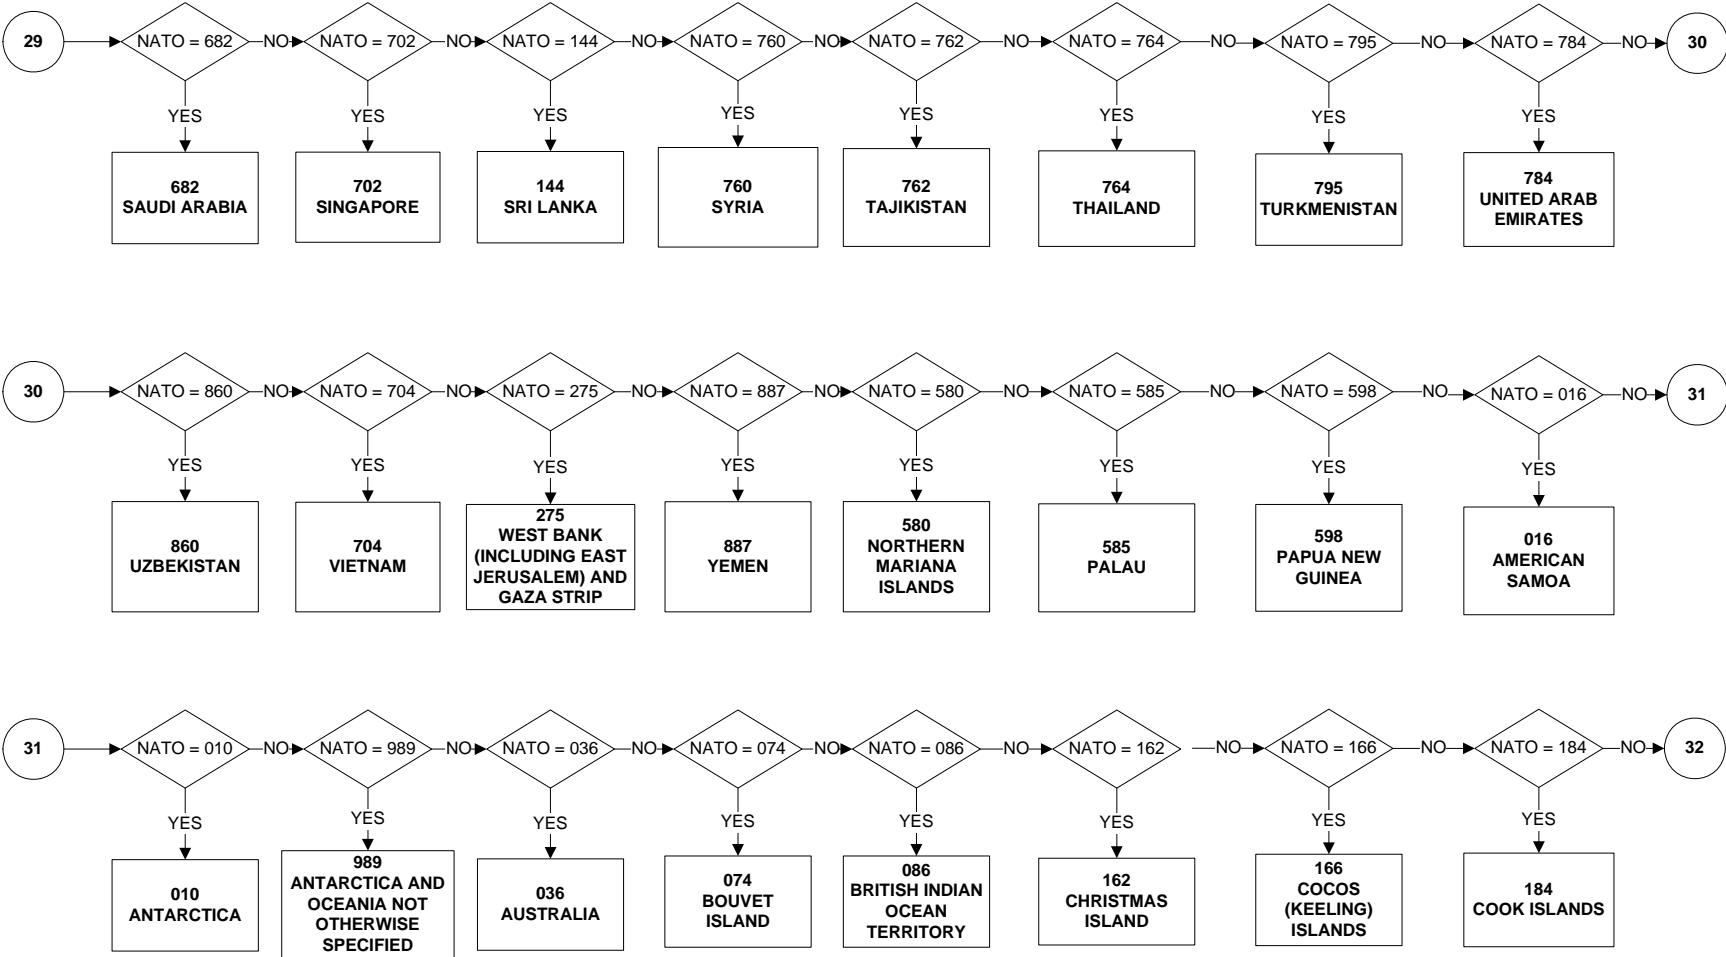 29
NATO = 682
NO
NATO = 702
NO
NATO = 144
NO
NATO = 760
NO
NATO = 762
NO
NATO = 764
NO
NATO = 795
NO
NATO = 784
NO
30
YES
YES
YES
YES
YES
YES
YES
YES
682
SAUDI ARABIA
702
SINGAPORE
144
SRI LANKA
760
SYRIA
762
TAJIKISTAN
764
THAILAND
795
TURKMENISTAN
784
UNITED ARAB
EMIRATES
30
NATO = 860
NO
NATO = 704
NO
NATO = 275
NO
NATO = 887
NO
NATO = 580
NO
NATO = 585
NO
NATO = 598
NO
NATO = 016
NO
31
YES
YES
YES
YES
YES
YES
YES
YES
860
UZBEKISTAN
704
VIETNAM
275
WEST BANK
(INCLUDING EAST
JERUSALEM) AND
GAZA STRIP
887
YEMEN
580
NORTHERN
MARIANA
ISLANDS
585
PALAU
598
PAPUA NEW
GUINEA
016
AMERICAN
SAMOA
31
NATO = 010
NO
NATO = 989
NO
NATO = 036
NO
NATO = 074
NO
NATO = 086
NO
NATO = 162
NO
NATO = 166
NO
NATO = 184
NO
32
YES
YES
YES
YES
YES
YES
YES
YES
010
ANTARCTICA
989
ANTARCTICA AND
OCEANIA NOT
OTHERWISE
SPECIFIED
036
AUSTRALIA
074
BOUVET
ISLAND
086
BRITISH INDIAN
OCEAN
TERRITORY
162
CHRISTMAS
ISLAND
166
COCOS
(KEELING)
ISLANDS
184
COOK ISLANDS